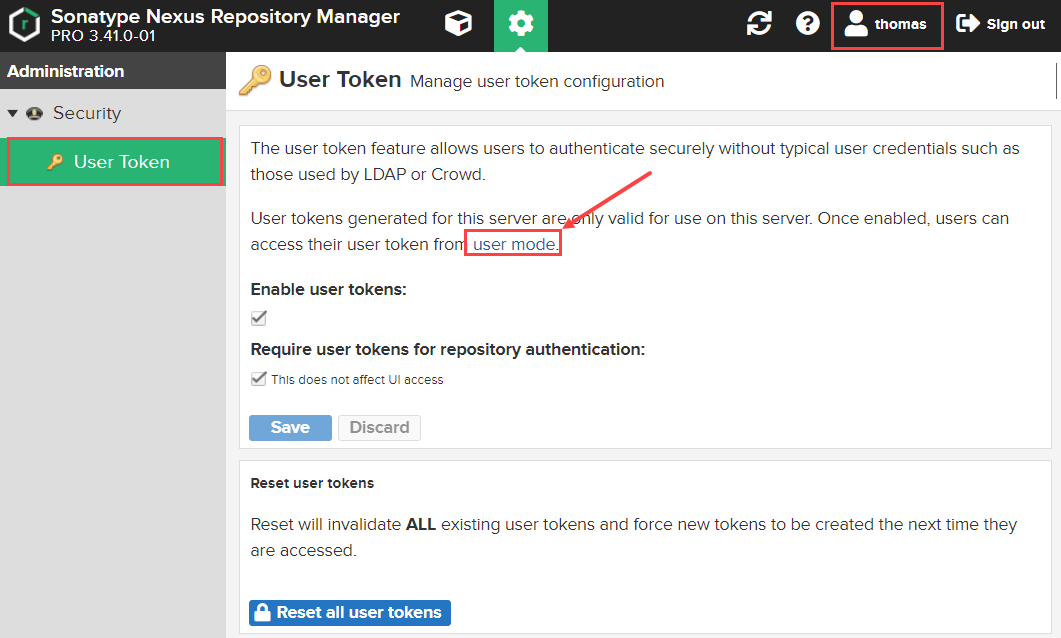 Sonatype Nexus Repository Manager
PRO 3.41.0-01
thomas
Sign out
Administration
Security
User Token
User Token Manage user token configuration
The user token feature allows users to authenticate securely without typical user credentials such as
those used by LDAP or Crowd.
User tokens generated for this server are only valid for use on this server. Once enabled, users can
access their user token from user mode.
Enable user tokens:
Require user tokens for repository authentication:
This does not affect UI access
Save Discard
Reset user tokens
Reset will invalidate ALL existing user tokens and force new tokens to be created the next time they
are accessed.
Reset all user tokens